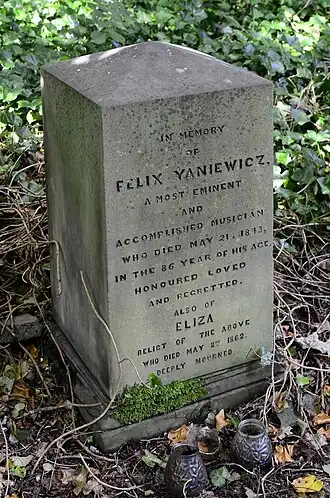 IN MEMORY
OF
FELIX YANIEWICZ,
A MOST EMINENT
AND
ACCOMPLISHED MUSICIAN
WHO DIED MAY 21, 1848,
IN THE 86 YEAR OF HIS AGE,
HONOURED LOVED
AND REGRETTED.
ALSO OF
ELIZA
RELICT OF THE ABOVE
WHO DIED MAY 2ND 1862.
DEEPLY MOURNED.